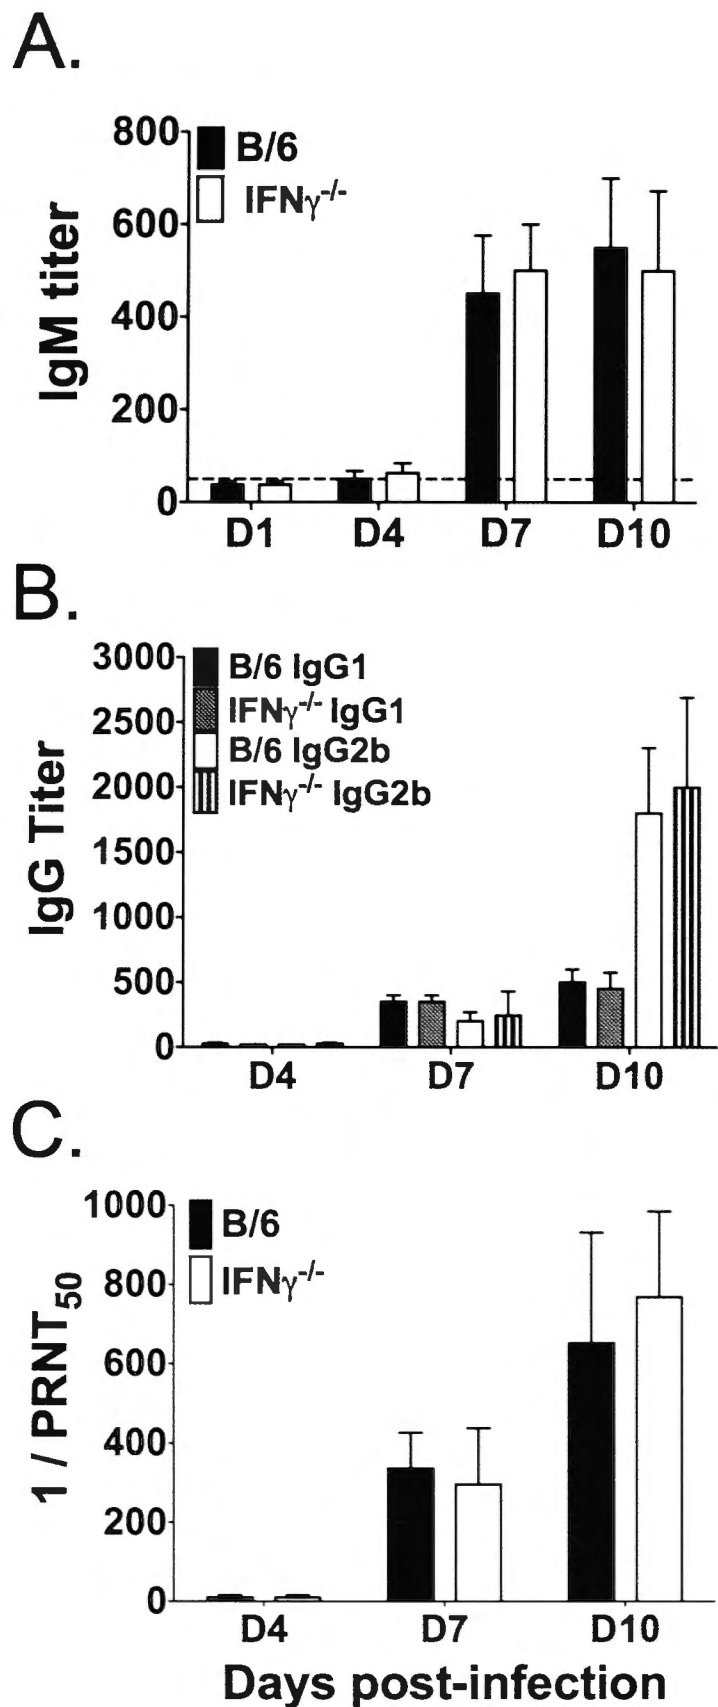 A.
800
600
400
200
0
IgM titer
B/6
IFNγ-/-
D1 D4 D7 D10
B.
3000
2500
2000
1500
1000
500
0
IgG Titer
B/6 IgG1
IFNγ-/- IgG1
B/6 IgG2b
IFNγ-/- IgG2b
D4 D7 D10
C.
1000
800
600
400
200
0
1 / PRNT50
B/6
IFNγ-/-
D4 D7 D10
Days post-infection